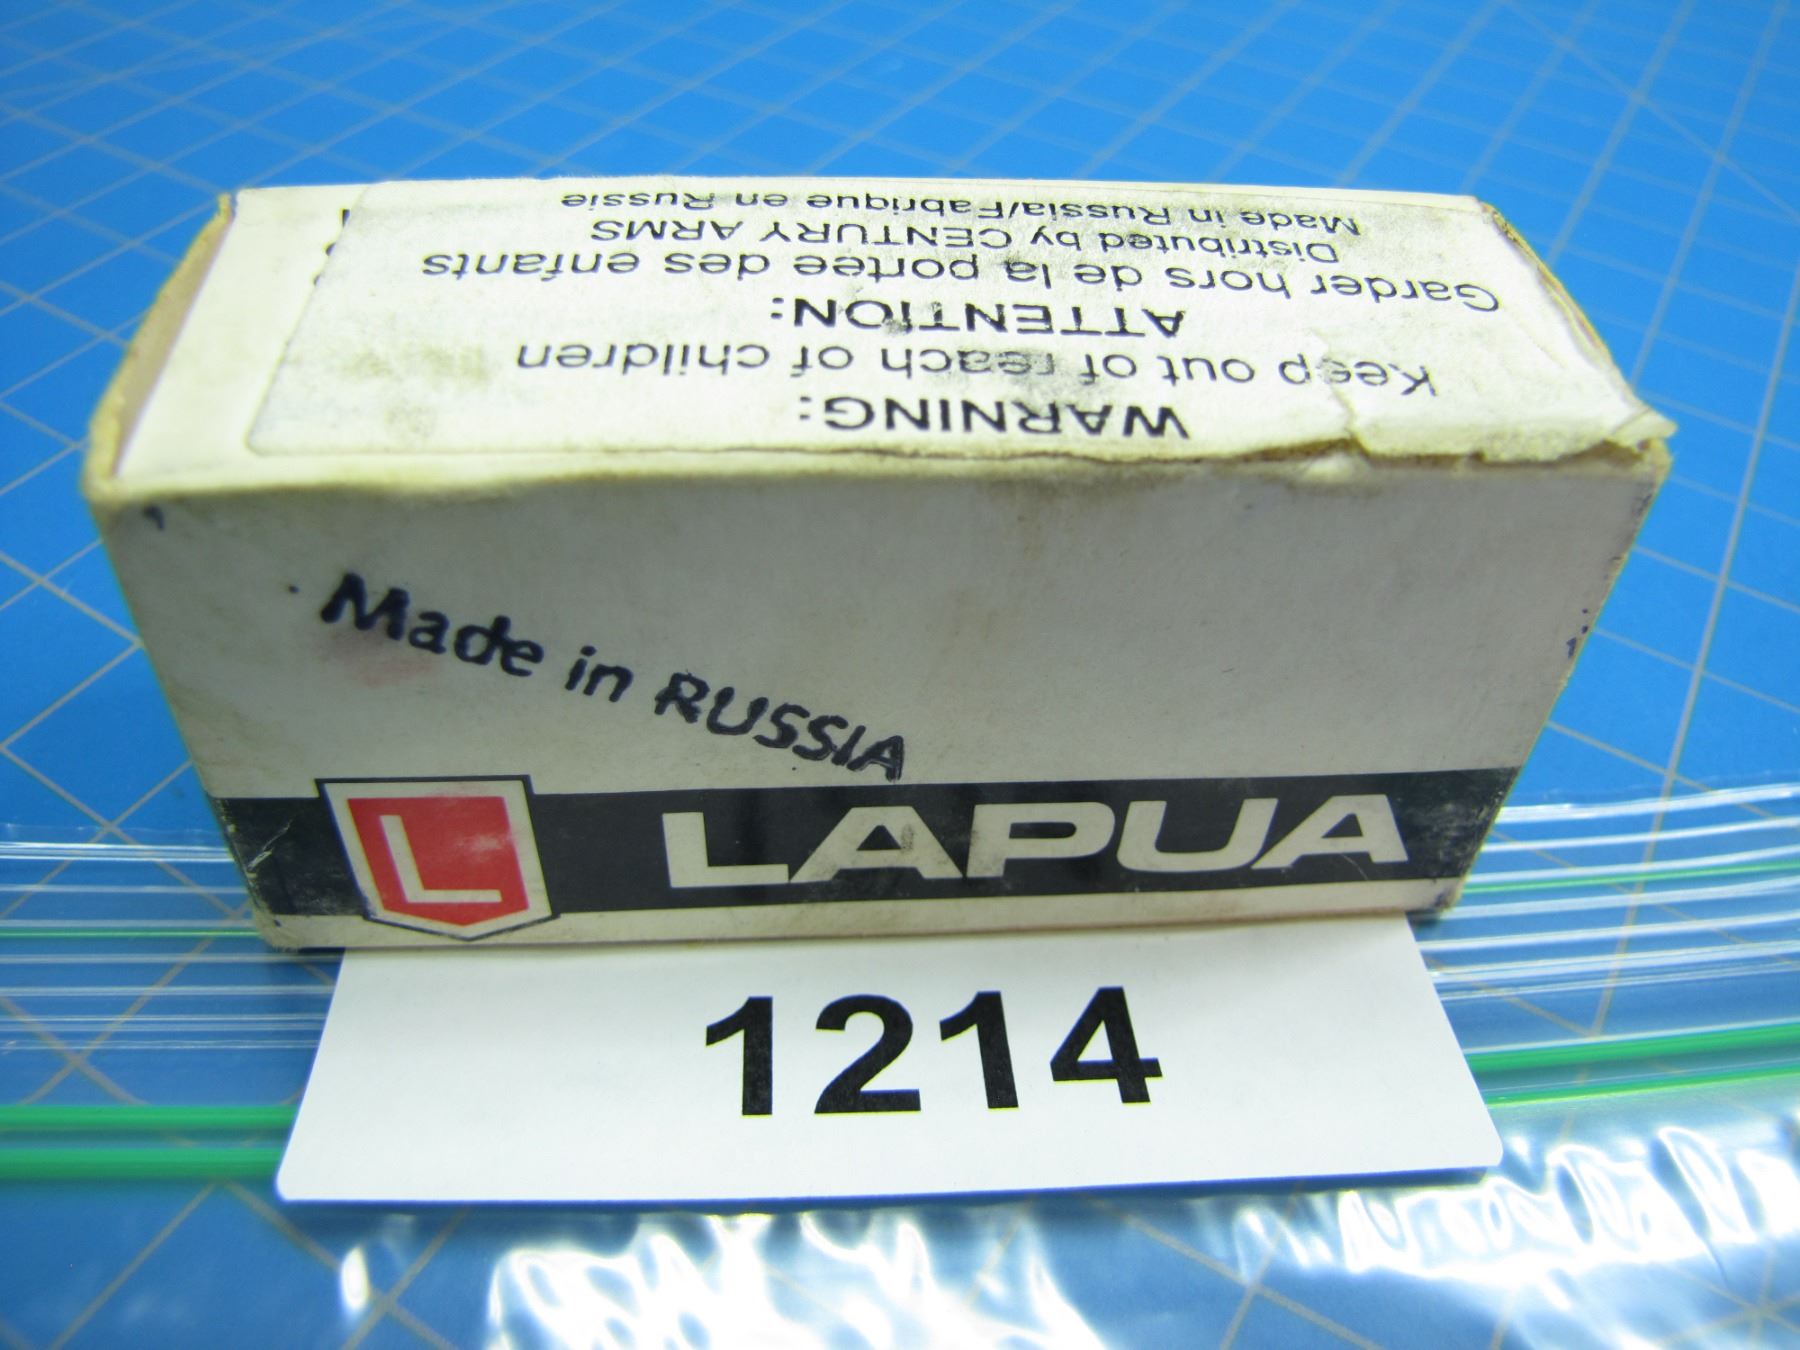 WARNING:
Keep out of reach of children
ATTENTION:
Garder hors de la portee des enfants
Distributed by CENTURY ARMS
Made in Russia/Fabrique en Russie
Made in RUSSIA
L LAPUA
1214